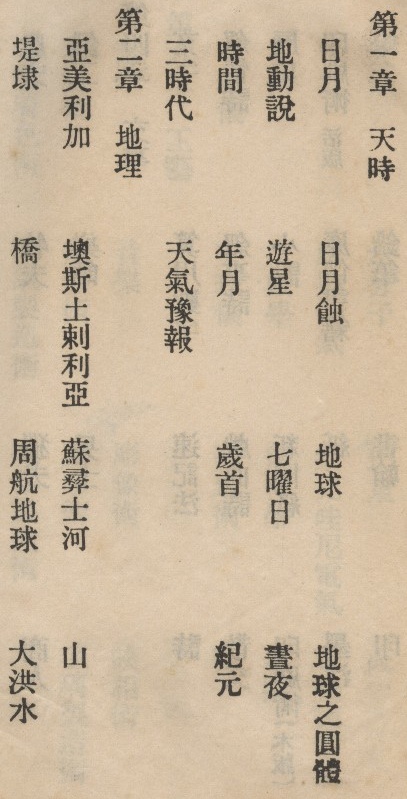 第一章　天時
日月　日月蝕　地球　地球之圓體
地動說　遊星　七曜日　晝夜
時間　年月　歲首　紀元
三時代　天氣豫報
第二章　地理
亞美利加　墺斯土剌利亞　蘇彛士河　山
堤埭　橋　周航地球　大洪水